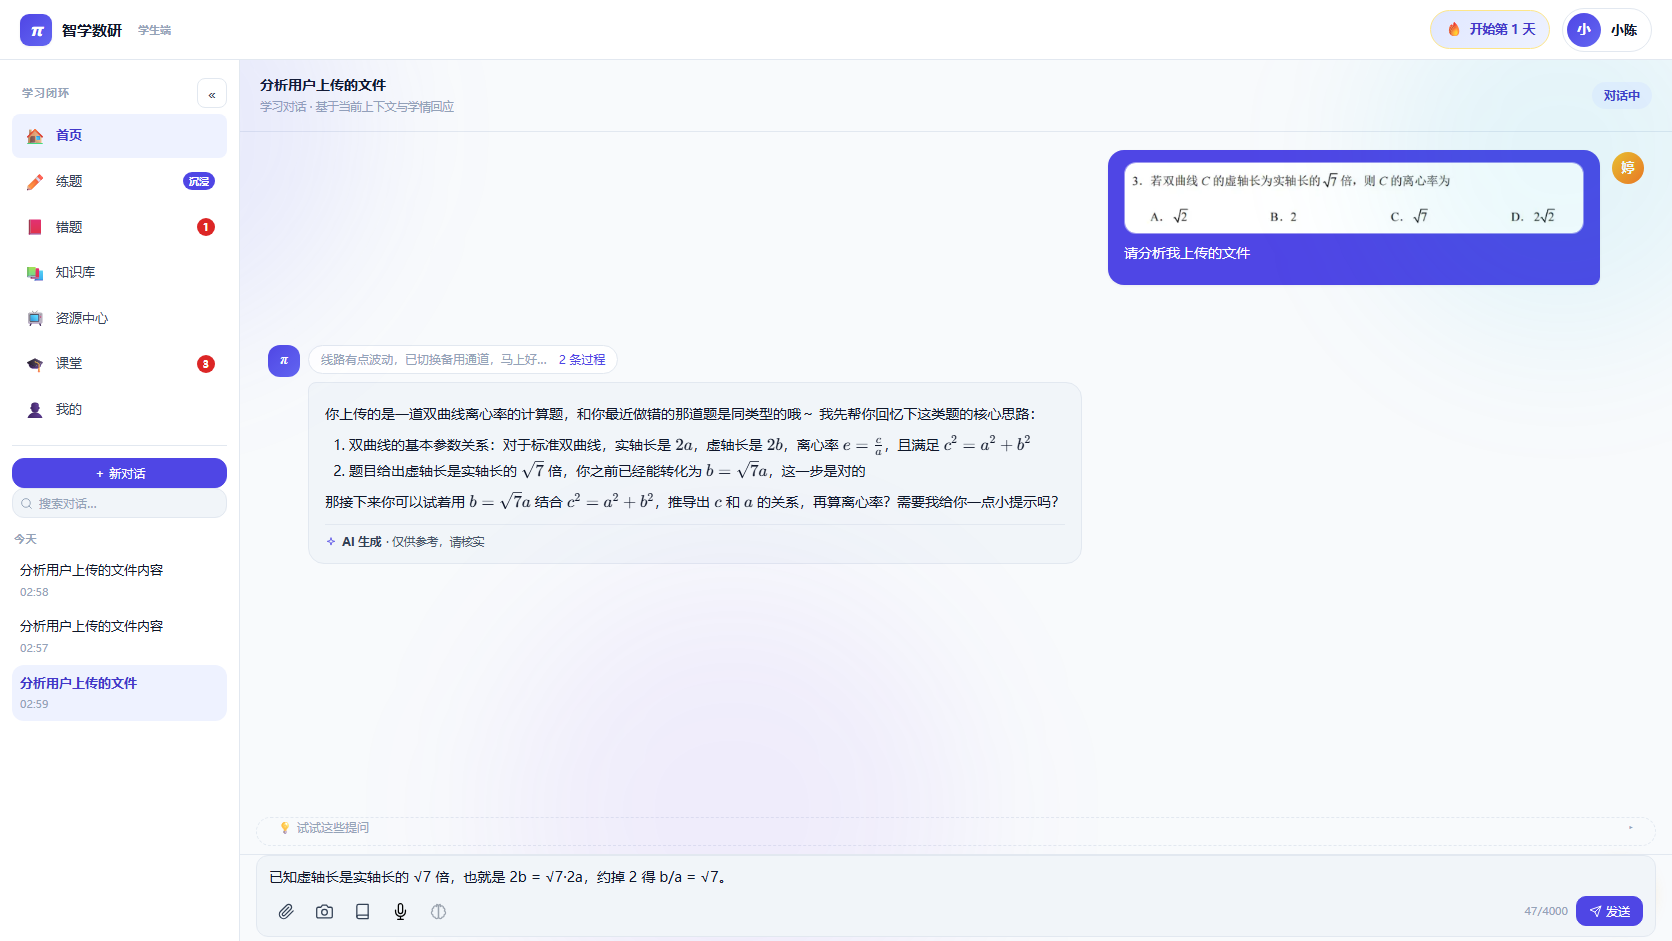 π 智学数研 学生端
开始第 1 天
小 小陈
学习闭环 «
首页
练题 沉浸
错题 1
知识库
资源中心
课堂 3
我的
+ 新对话
搜索对话...
今天
分析用户上传的文件内容
02:58
分析用户上传的文件内容
02:57
分析用户上传的文件
02:59
分析用户上传的文件
学习对话 · 基于当前上下文与学情回应
对话中
婷
3. 若双曲线 C 的虚轴长为实轴长的 √7 倍，则 C 的离心率为
A. √2 B. 2 C. √7 D. 2√2
请分析我上传的文件
π
线路有点波动，已切换备用通道，马上好... 2 条过程
你上传的是一道双曲线离心率的计算题，和你最近做错的那道题是同类型的哦～ 我先帮你回忆下这类题的核心思路：
1. 双曲线的基本参数关系：对于标准双曲线，实轴长是 2a，虚轴长是 2b，离心率 e = c/a，且满足 c² = a² + b²
2. 题目给出虚轴长是实轴长的 √7 倍，你之前已经能转化为 b = √7a，这一步是对的
那接下来你可以试着用 b = √7a 结合 c² = a² + b²，推导出 c 和 a 的关系，再算离心率？需要我给你一点小提示吗？
AI 生成 · 仅供参考，请核实
试试这些提问
已知虚轴长是实轴长的 √7 倍，也就是 2b = √7·2a，约掉 2 得 b/a = √7。
47/4000 发送